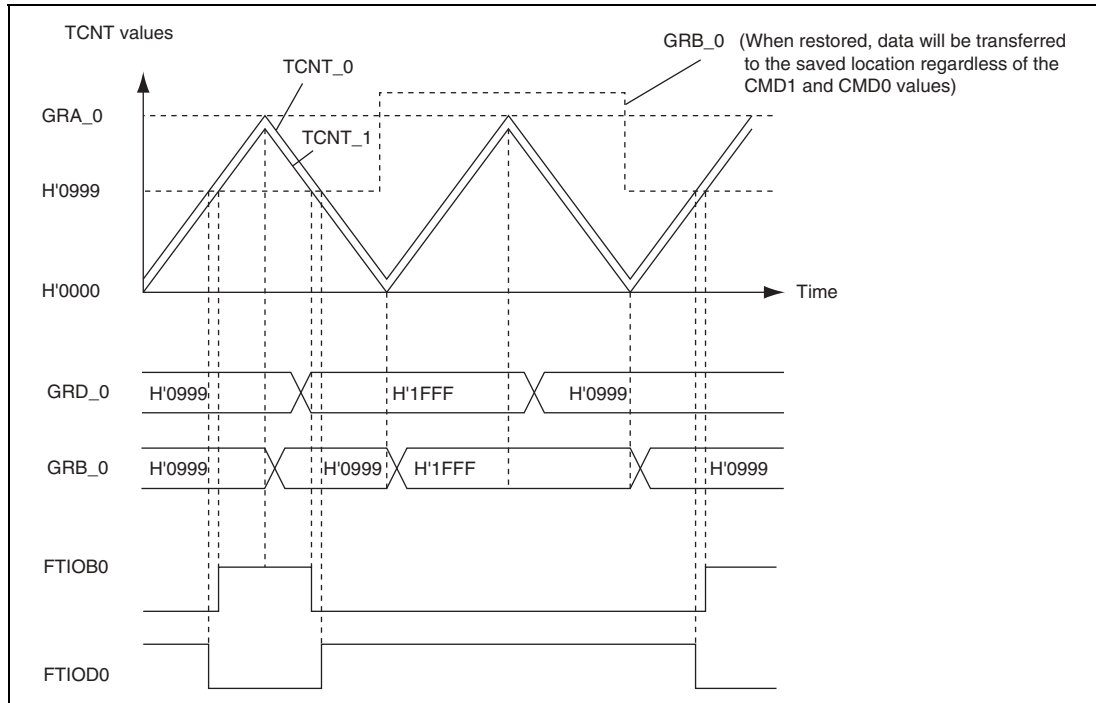 TCNT values
GRB_0 (When restored, data will be transferred
to the saved location regardless of the
CMD1 and CMD0 values)
TCNT_0
GRA_0
TCNT_1
H'0999
H'0000
Time
GRD_0 H'0999 H'1FFF H'0999
GRB_0 H'0999 H'0999 H'1FFF H'0999
FTIOB0
FTIOD0